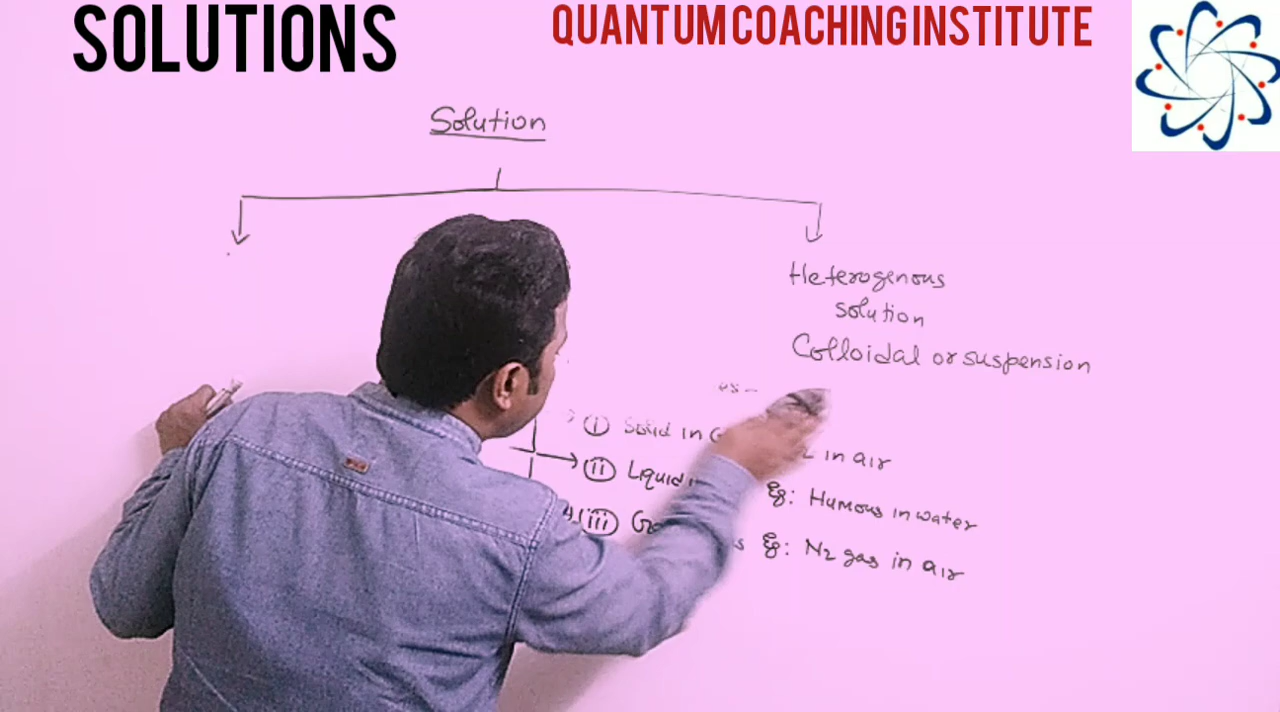 SOLUTIONS
QUANTUM COACHING INSTITUTE
Solution
Heterogenous
solution
Colloidal or suspension
(i) Solid in
in air
(ii) Liquid
Eg: Humous in water
(iii)
Eg: N2 gas in air